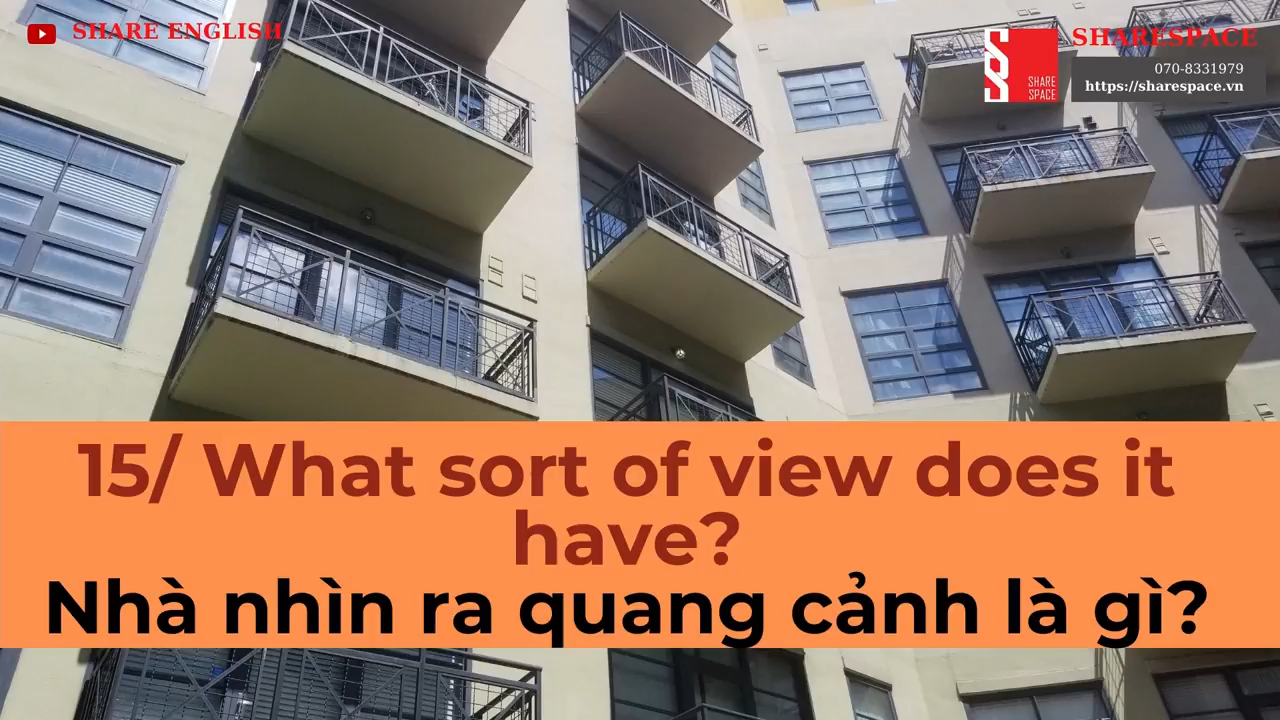 SHARE ENGLISH
SHARESPACE
070-8331979
https://sharespace.vn
SHARE
SPACE
15/ What sort of view does it
have?
Nhà nhìn ra quang cảnh là gì?